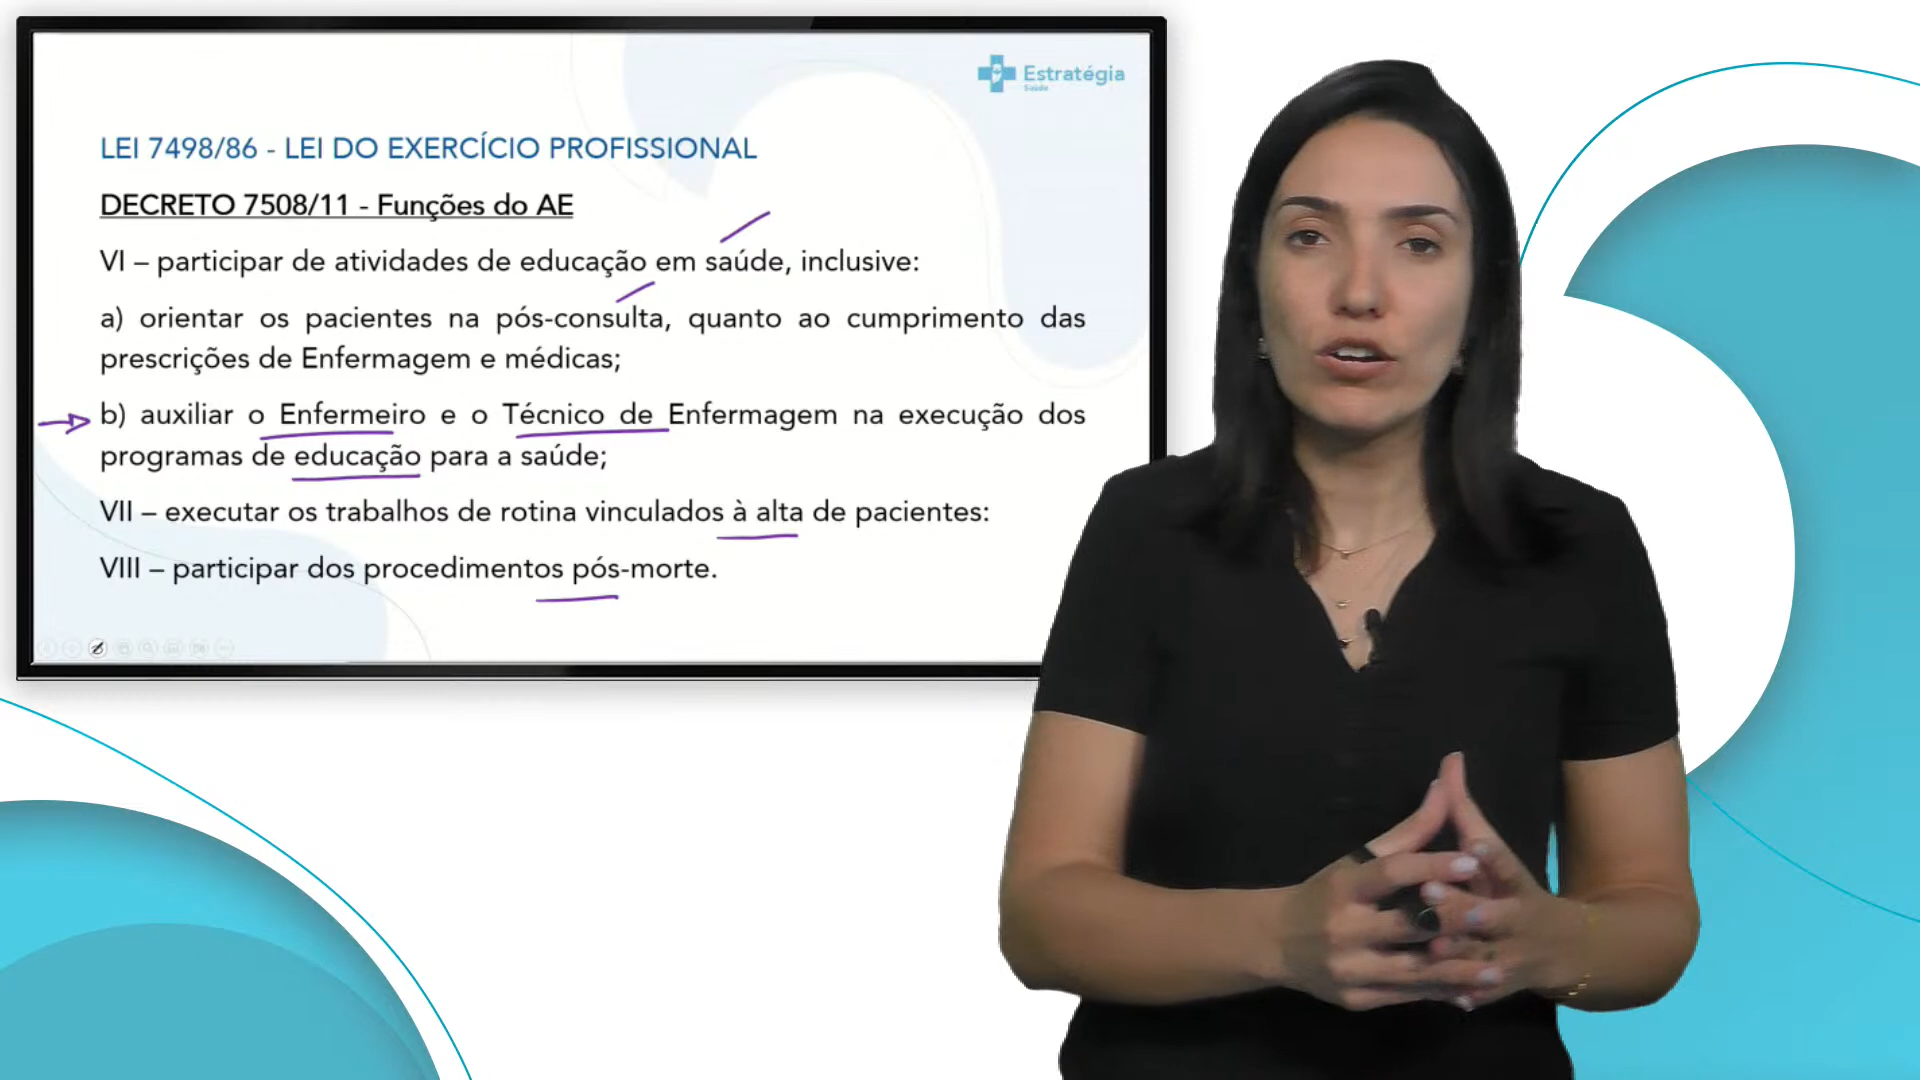 Estratégia
Saúde
LEI 7498/86 - LEI DO EXERCÍCIO PROFISSIONAL
DECRETO 7508/11 - Funções do AE
VI – participar de atividades de educação em saúde, inclusive:
a) orientar os pacientes na pós-consulta, quanto ao cumprimento das
prescrições de Enfermagem e médicas;
b) auxiliar o Enfermeiro e o Técnico de Enfermagem na execução dos
programas de educação para a saúde;
VII – executar os trabalhos de rotina vinculados à alta de pacientes:
VIII – participar dos procedimentos pós-morte.